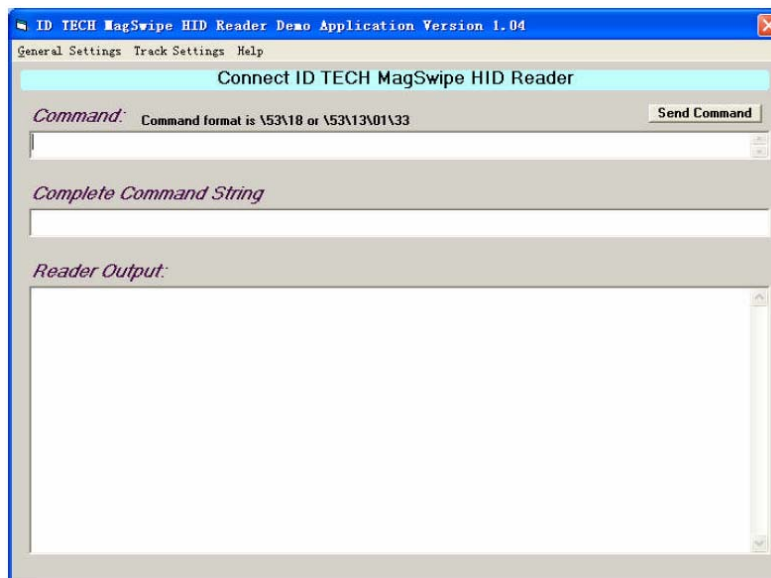 ID TECH MagSwipe HID Reader Demo Application Version 1.04
General Settings Track Settings Help
Connect ID TECH MagSwipe HID Reader
Command: Command format is \53\18 or \53\13\01\33 Send Command
Complete Command String
Reader Output: